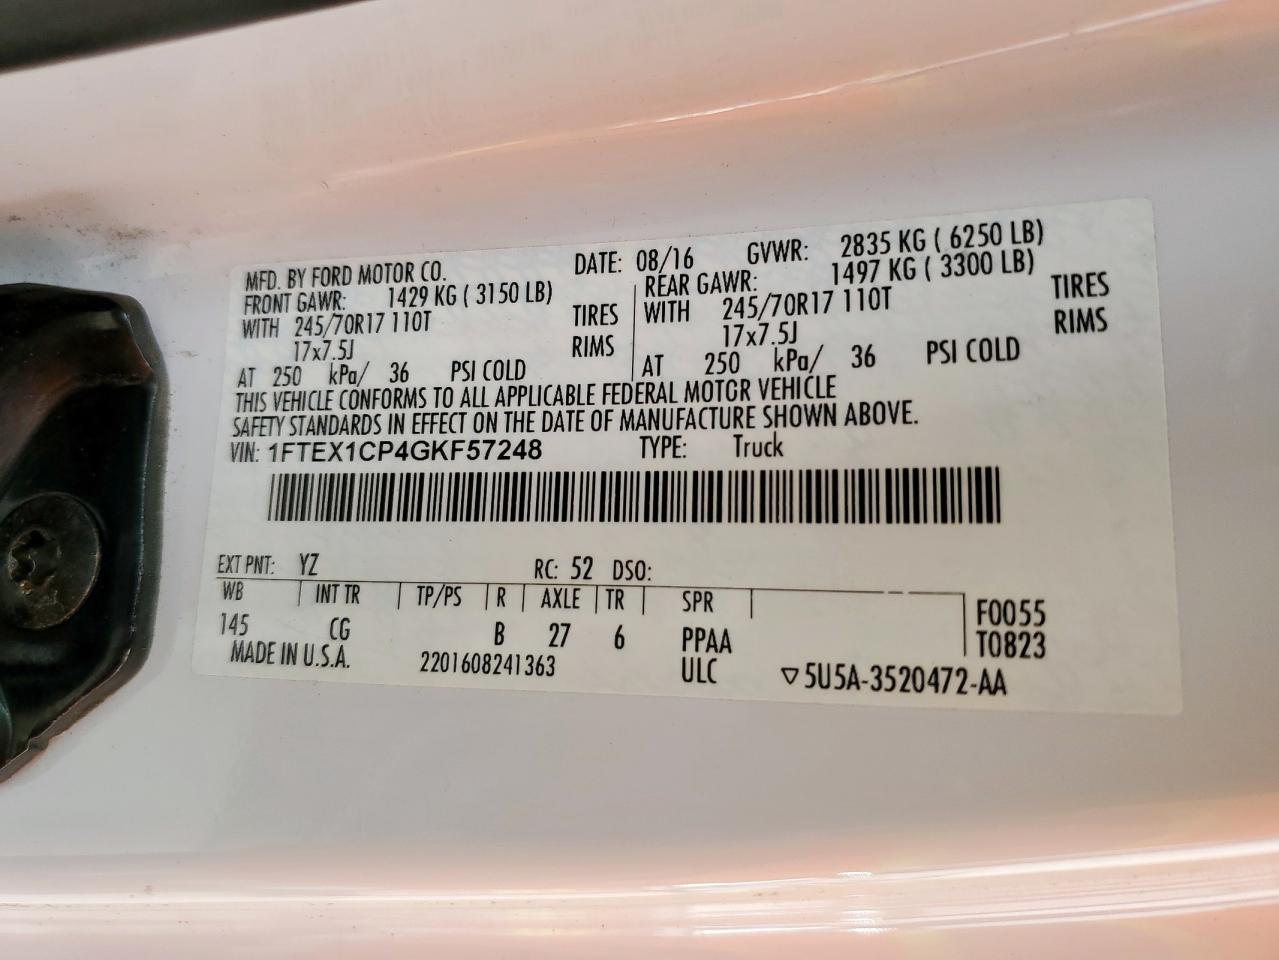 MFD. BY FORD MOTOR CO. DATE: 08/16 GVWR: 2835 KG ( 6250 LB)
FRONT GAWR: 1429 KG ( 3150 LB) REAR GAWR: 1497 KG ( 3300 LB)
WITH 245/70R17 110T TIRES WITH 245/70R17 110T TIRES
17x7.5J RIMS 17x7.5J RIMS
AT 250 kPa/ 36 PSI COLD AT 250 kPa/ 36 PSI COLD
THIS VEHICLE CONFORMS TO ALL APPLICABLE FEDERAL MOTOR VEHICLE
SAFETY STANDARDS IN EFFECT ON THE DATE OF MANUFACTURE SHOWN ABOVE.
VIN: 1FTEX1CP4GKF57248 TYPE: Truck
EXT PNT: YZ RC: 52 DSO:
WB INT TR TP/PS R AXLE TR SPR F0055
145 CG B 27 6 PPAA T0823
MADE IN U.S.A. 2201608241363 ULC ▽5U5A-3520472-AA